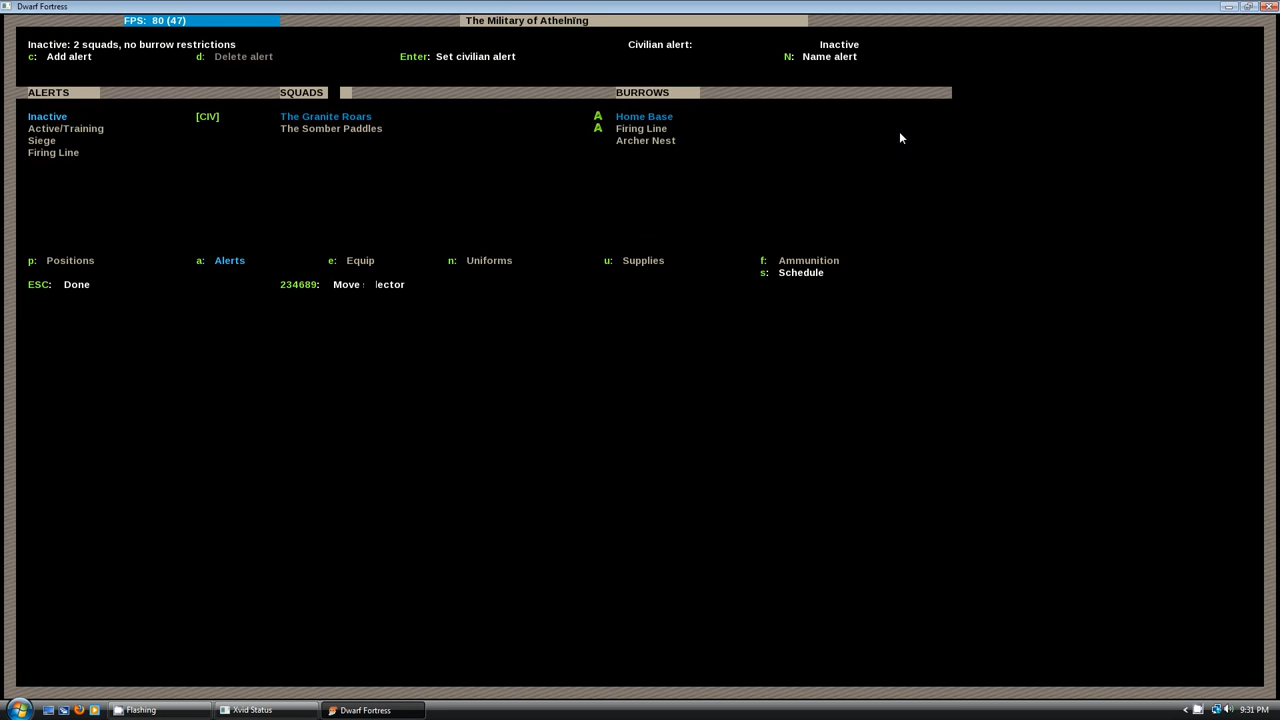 Dwarf Fortress
FPS: 80 (47) The Military of Athelnïng
Inactive: 2 squads, no burrow restrictions Civilian alert: Inactive
c: Add alert d: Delete alert Enter: Set civilian alert N: Name alert
ALERTS SQUADS BURROWS
Inactive [CIV] The Granite Roars A Home Base
Active/Training The Somber Paddles A Firing Line
Siege Archer Nest
Firing Line
p: Positions a: Alerts e: Equip n: Uniforms u: Supplies f: Ammunition
s: Schedule
ESC: Done 234689: Move lector
Flashing Xvid Status Dwarf Fortress 9:31 PM